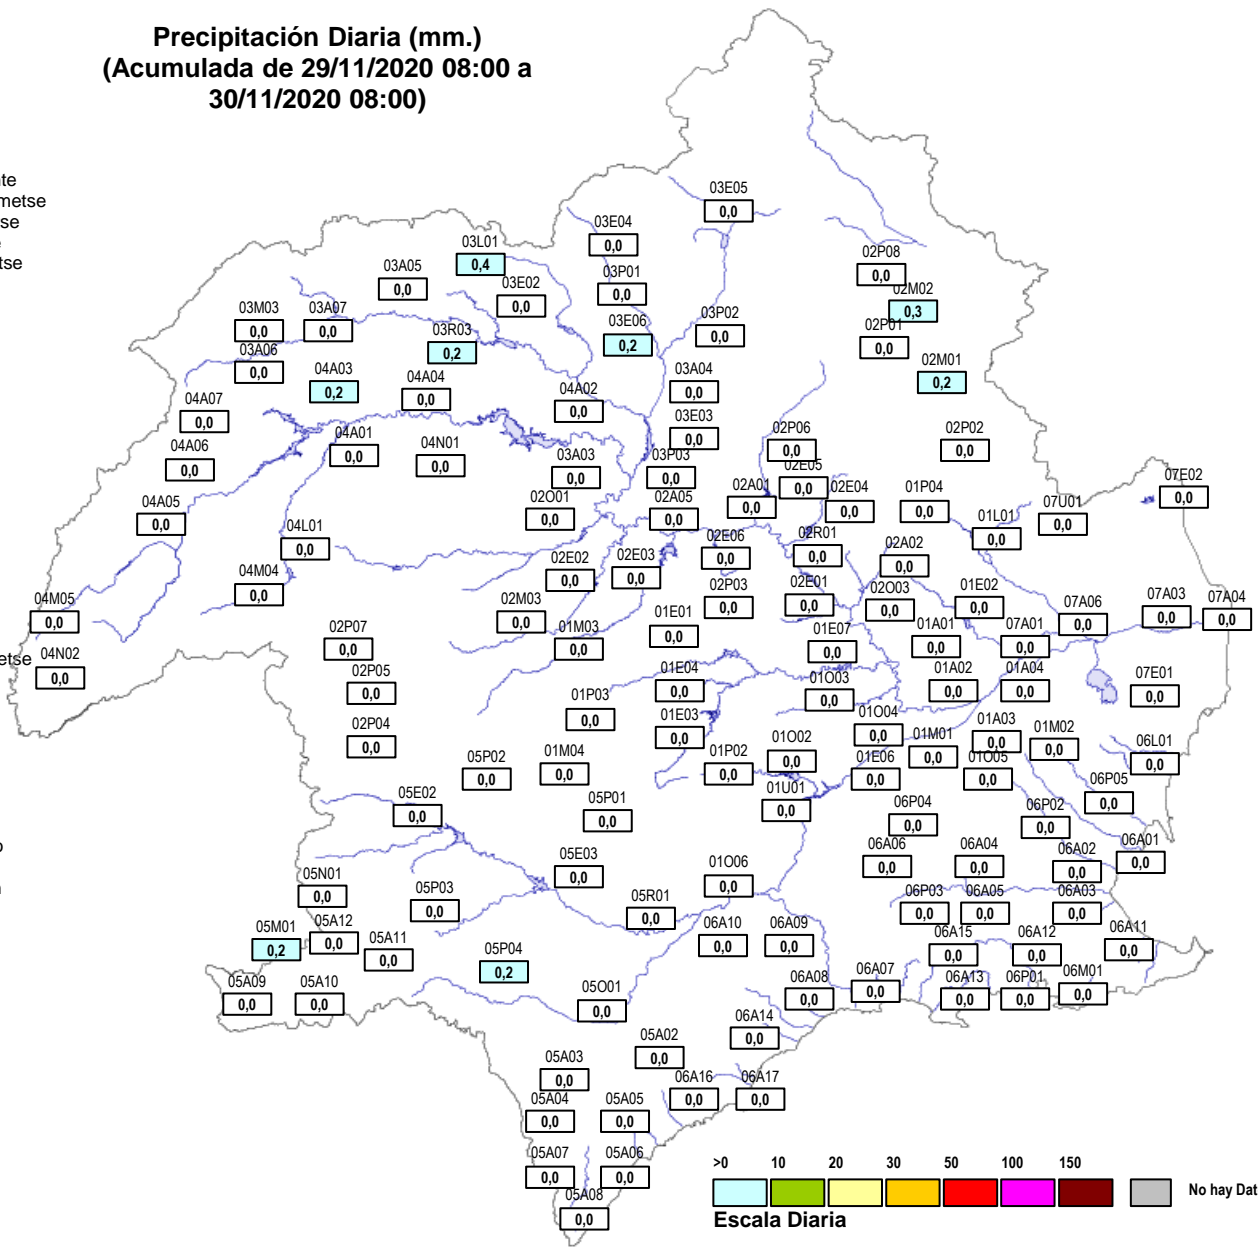 Precipitación Diaria (mm.)
(Acumulada de 29/11/2020 08:00 a
30/11/2020 08:00)
te
metse
se
tse
03E05
0,0
03E04
0,0
03L01
0,4
02P08
0,0
03A05
0,0
03P01
0,0
03E02
0,0
02M02
0,3
03M03
0,0
03A07
0,0
03P02
0,0
03E06
0,2
03R03
0,2
02P01
0,0
03A06
0,0
04A03
0,2
04A04
0,0
03A04
0,0
02M01
0,2
04A02
0,0
04A07
0,0
03E03
0,0
02P06
0,0
02P02
0,0
04A01
0,0
04N01
0,0
04A06
0,0
03A03
0,0
03P03
0,0
02E05
0,0
07E02
0,0
02A01
0,0
02E04
0,0
01P04
0,0
04A05
0,0
02O01
0,0
02A05
0,0
07U01
0,0
01L01
0,0
04L01
0,0
02E06
0,0
02R01
0,0
02A02
0,0
02E02
0,0
02E03
0,0
04M04
0,0
02P03
0,0
02E01
0,0
02O03
0,0
01E02
0,0
04M05
0,0
02M03
0,0
07A06
0,0
07A03
0,0
07A04
0,0
01E01
0,0
01M03
0,0
02P07
0,0
01E07
0,0
01A01
0,0
07A01
0,0
etse
04N02
0,0
02P05
0,0
01E04
0,0
01O03
0,0
01A02
0,0
01A04
0,0
07E01
0,0
01P03
0,0
02P04
0,0
01E03
0,0
01O04
0,0
01A03
0,0
01M02
0,0
01O02
0,0
01M01
0,0
06L01
0,0
05P02
0,0
01M04
0,0
01P02
0,0
01E06
0,0
01O05
0,0
05E02
0,0
05P01
0,0
01U01
0,0
06P05
0,0
06P04
0,0
06P02
0,0
05E03
0,0
06A06
0,0
06A04
0,0
06A02
0,0
06A01
0,0
05N01
0,0
01O06
0,0
05P03
0,0
05R01
0,0
06P03
0,0
06A05
0,0
06A03
0,0
05M01
0,2
05A12
0,0
05A11
0,0
06A10
0,0
06A09
0,0
06A15
0,0
06A12
0,0
06A11
0,0
05P04
0,2
05A09
0,0
05A10
0,0
05O01
0,0
06A08
0,0
06A07
0,0
06A13
0,0
06P01
0,0
06M01
0,0
06A14
0,0
05A02
0,0
05A03
0,0
06A16
0,0
06A17
0,0
05A04
0,0
05A05
0,0
05A07
0,0
05A06
0,0
05A08
0,0
>0 10 20 30 50 100 150
No hay Dat
Escala Diaria